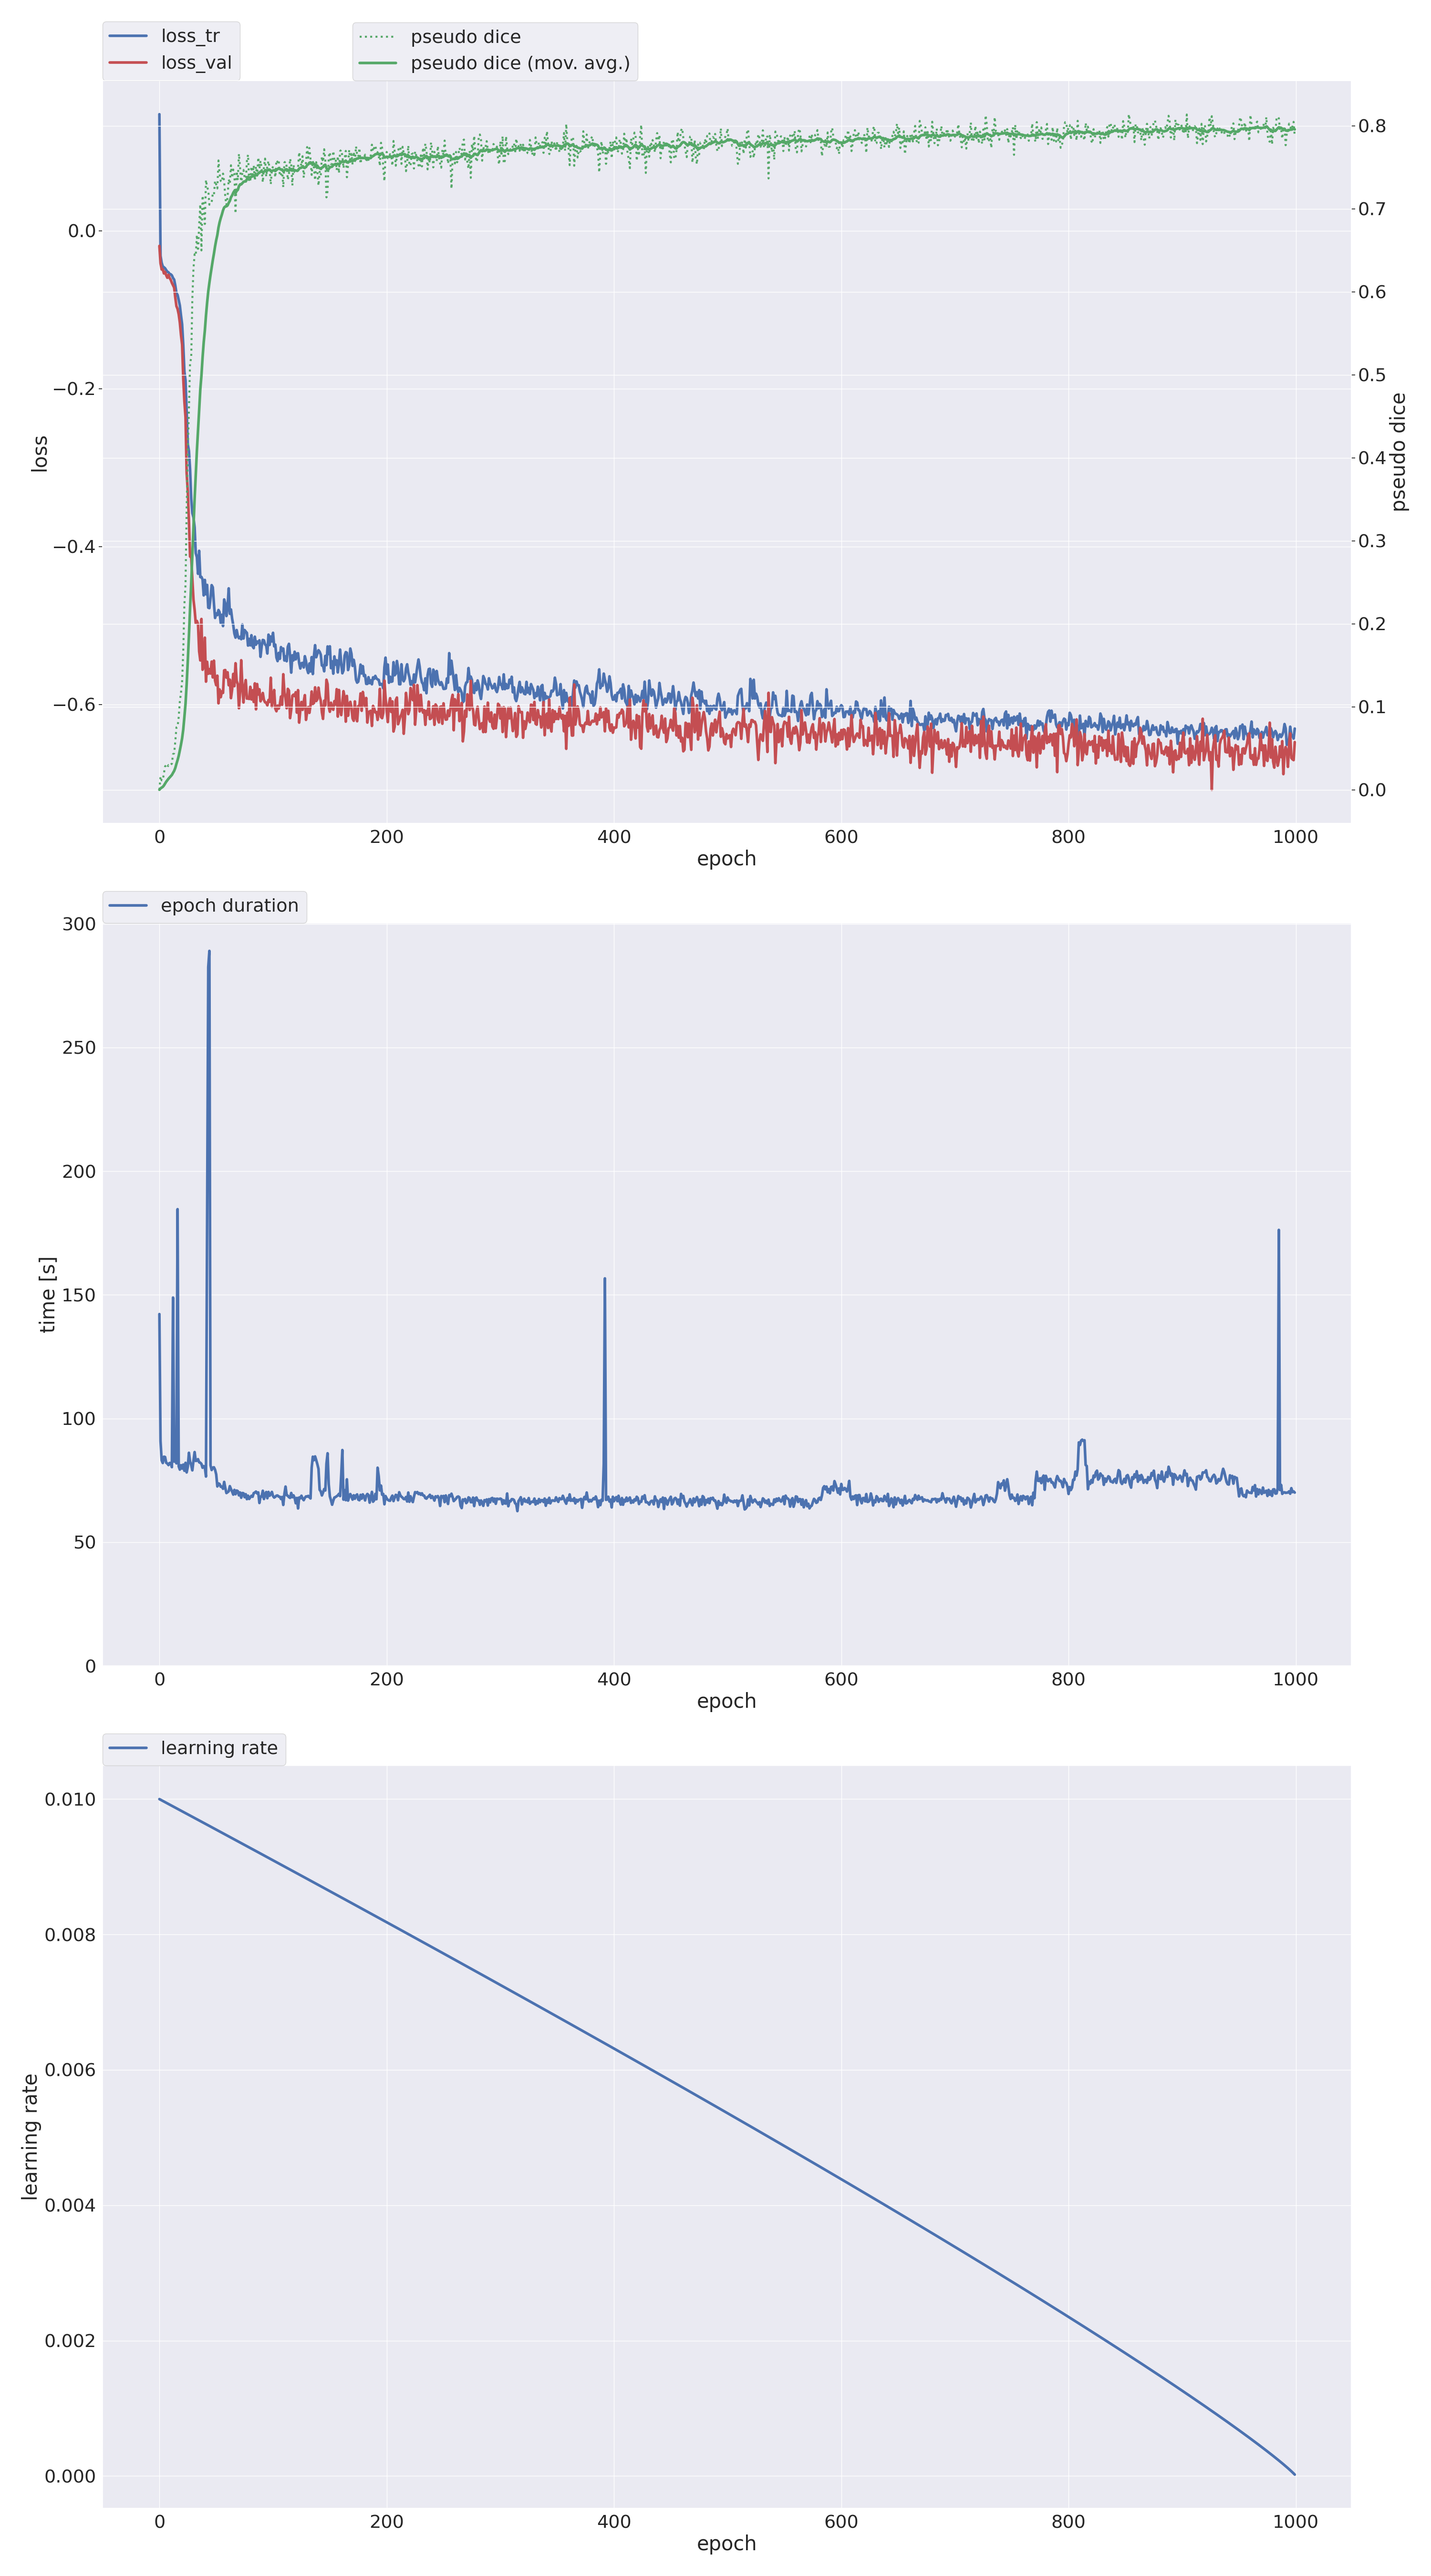 loss_tr
loss_val
pseudo dice
pseudo dice (mov. avg.)
0.0
−0.2
−0.4
−0.6
loss
0.8
0.7
0.6
0.5
0.4
0.3
0.2
0.1
0.0
pseudo dice
0 200 400 600 800 1000
epoch
epoch duration
300
250
200
150
100
50
0
time [s]
0 200 400 600 800 1000
epoch
learning rate
0.010
0.008
0.006
0.004
0.002
0.000
learning rate
0 200 400 600 800 1000
epoch